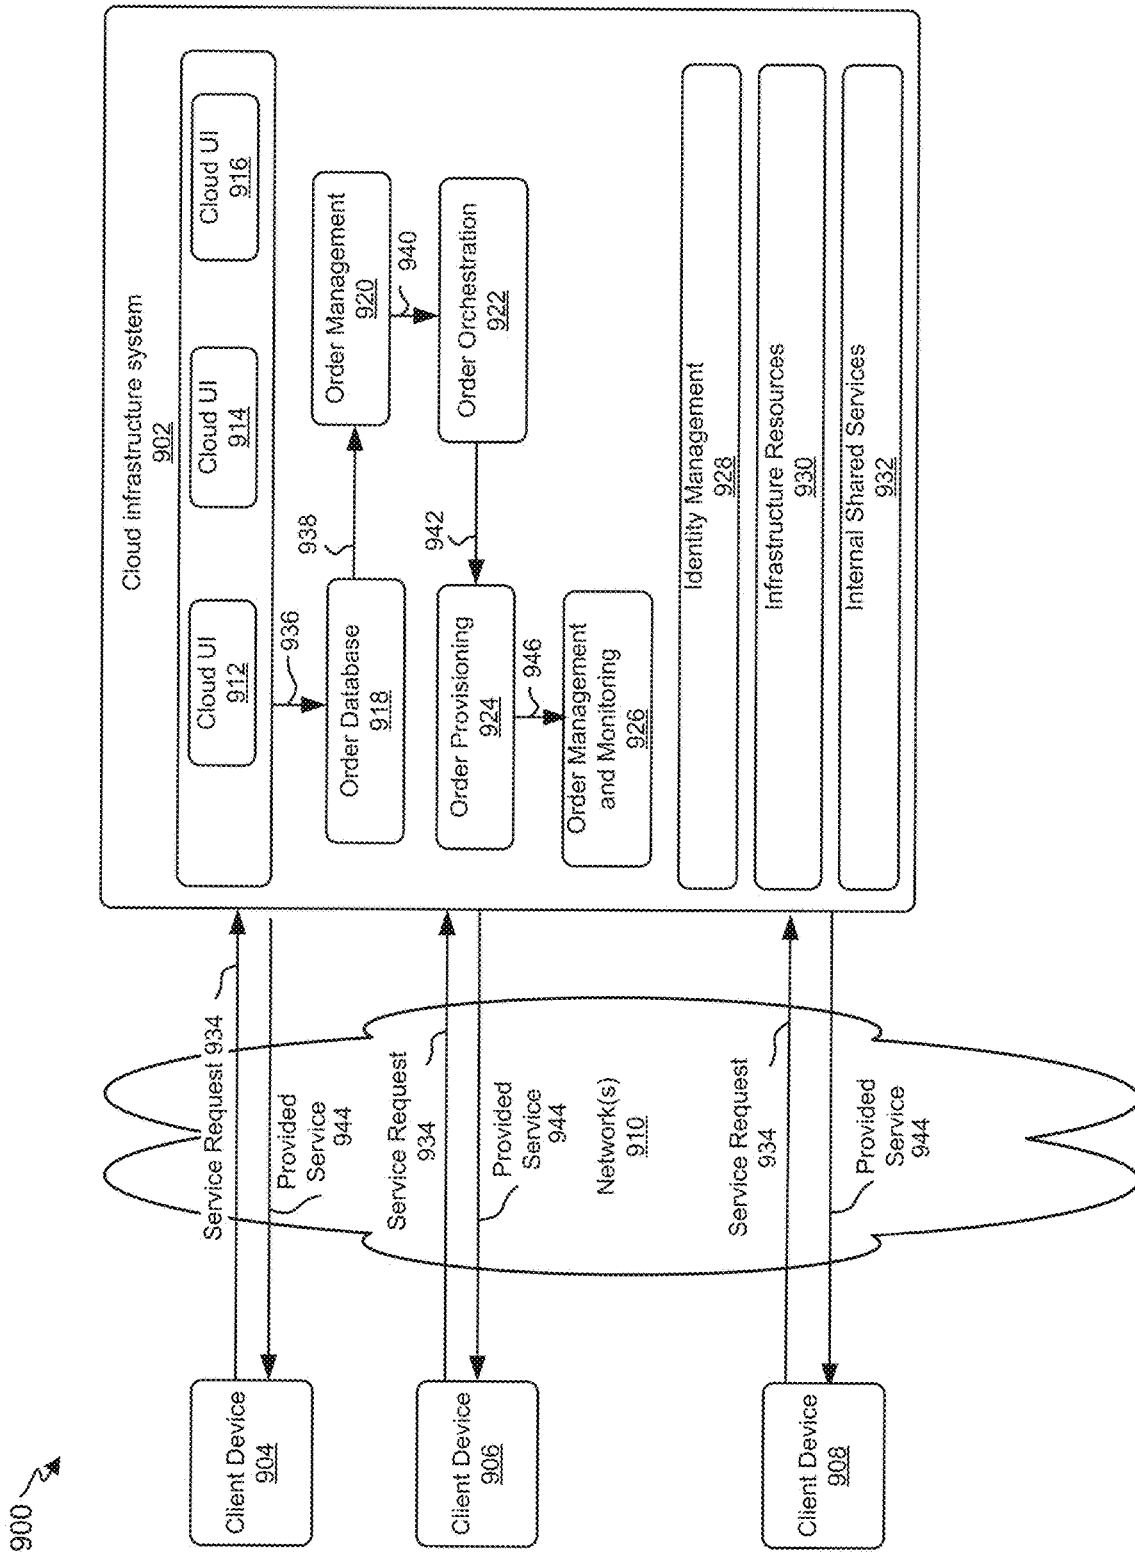 900
Client Device
904
Client Device
906
Client Device
908
Service Request 934
Provided
Service
944
Service Request
934
Provided
Service
944
Network(s)
910
Service Request
934
Provided
Service
944
Cloud infrastructure system
902
Cloud UI
912
Cloud UI
914
Cloud UI
916
936
Order Database
918
938
Order Management
920
940
Order Orchestration
922
942
Order Provisioning
924
946
Order Management
and Monitoring
926
Identity Management
928
Infrastructure Resources
930
Internal Shared Services
932